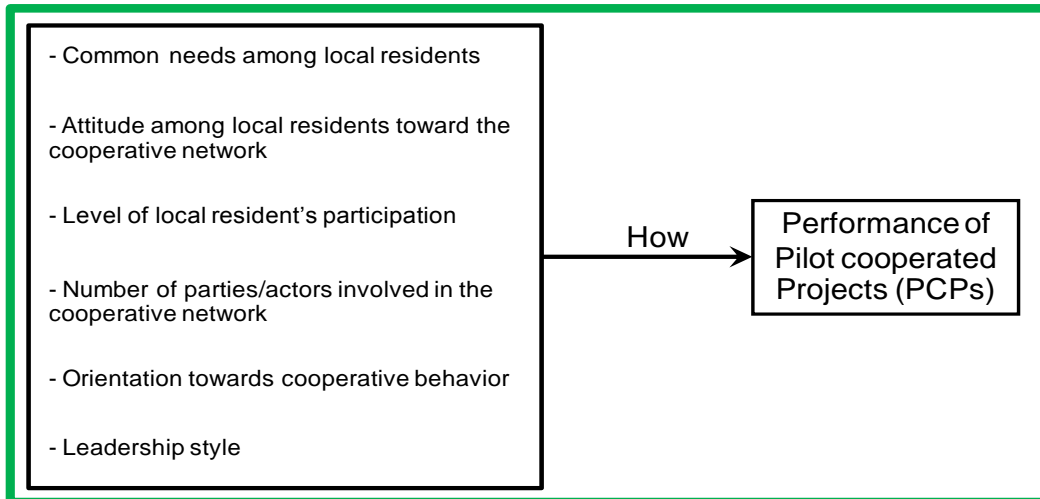 - Common needs among local residents
- Attitude among local residents toward the
cooperative network
- Level of local resident's participation
- Number of parties/actors involved in the
cooperative network
- Orientation towards cooperative behavior
- Leadership style
How
Performance of
Pilot cooperated
Projects (PCPs)